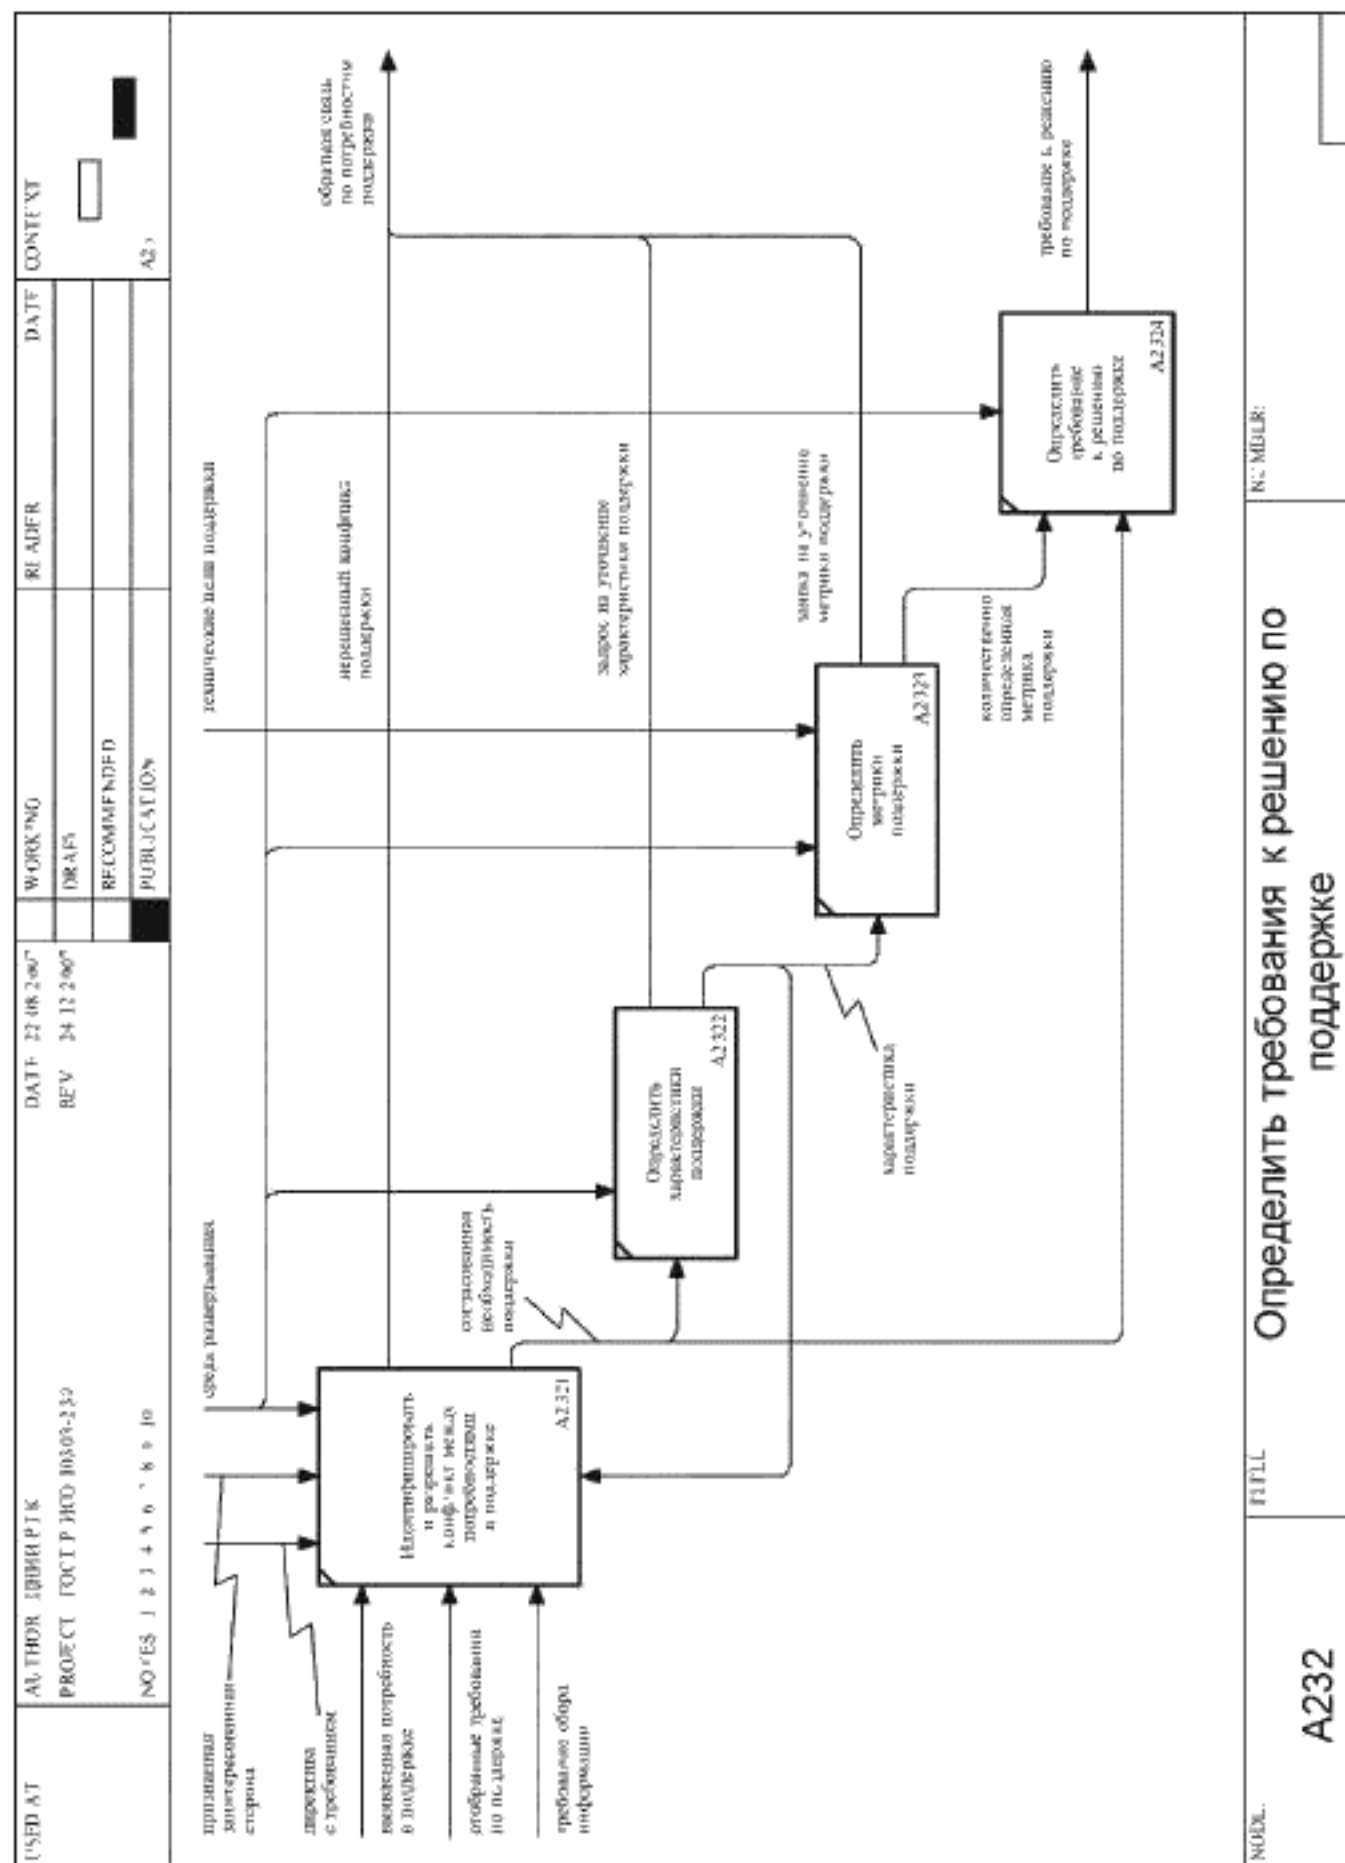 USED AT
AUTHOR
PROJECT ГОСТ Р ИСО 10303-239
NOTES 1 2 3 4 5 6 7 8 9 10
DATE
REV
WORKING
DRAFT
RECOMMENDED
PUBLICATION
READER
DATE
CONTEXT
признанная
заинтересованная
сторона
директива
с требованием
среда развертывания
технические цели поддержки
обратная связь
по потребностям
поддержки
нерешенный конфликт
поддержки
запрос на уточнение
характеристики поддержки
заявка на уточнение
метрики поддержки
требование к решению
по поддержке
в поддержке
отобранные требования
по поддержке
требование сбора
информации
Идентифицировать
и разрешить
конфликт между
потребностями
в поддержке
A2321
согласованная
необходимость
поддержки
Определить
характеристики
поддержки
A2322
характеристика
поддержки
Определить
метрики
поддержки
A2323
количественно
определенная
метрика
поддержки
Определить
требование
к решению
по поддержке
A2324
NODE:
A232
TITLE
Определить требования к решению по
поддержке
NUMBER: